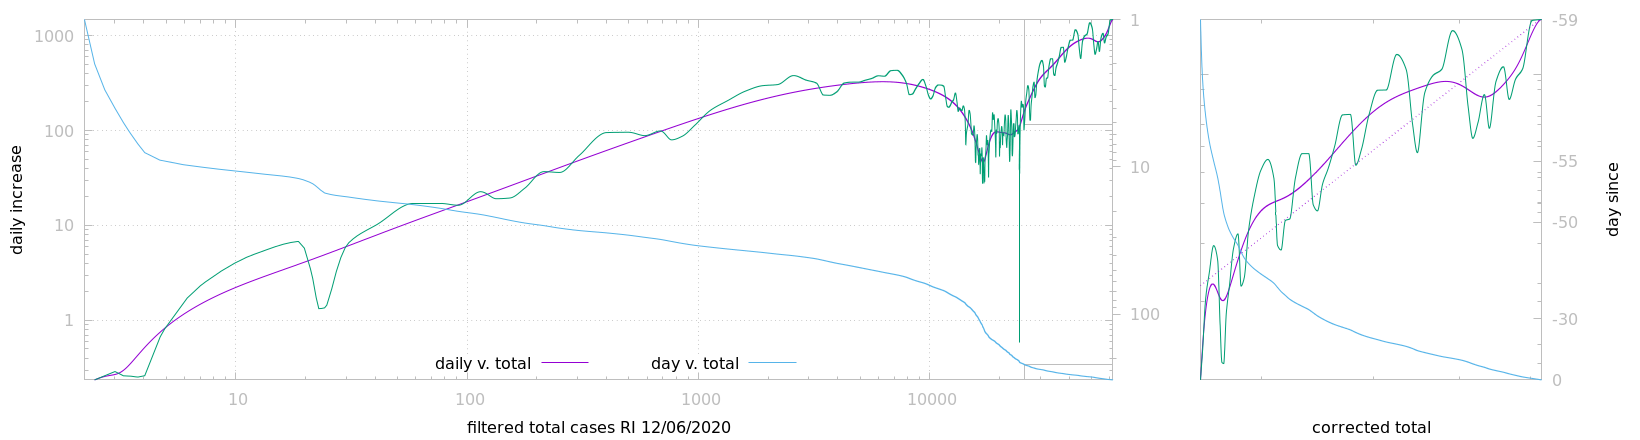 daily increase
1000
100
10
1
10
100
1000
10000
filtered total cases RI 12/06/2020
daily v. total
day v. total
1
10
100
-59
-55
-50
-30
0
day since
corrected total